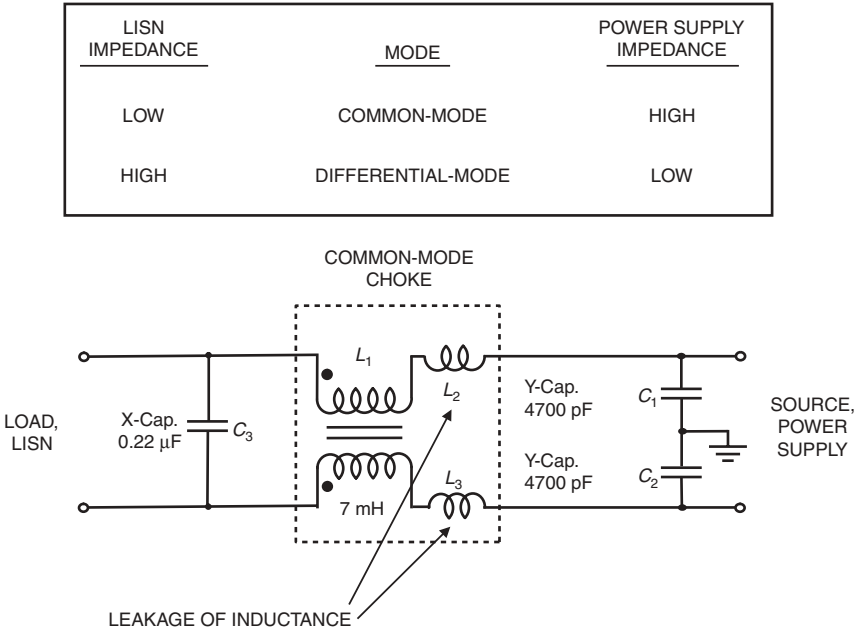 LISN IMPEDANCE
MODE
POWER SUPPLY IMPEDANCE
LOW
COMMON-MODE
HIGH
HIGH
DIFFERENTIAL-MODE
LOW
COMMON-MODE
CHOKE
L1
L2
Y-Cap.
4700 pF
C1
LOAD,
LISN
X-Cap.
0.22 μF
C3
SOURCE,
POWER
SUPPLY
L3
Y-Cap.
4700 pF
C2
7 mH
LEAKAGE OF INDUCTANCE